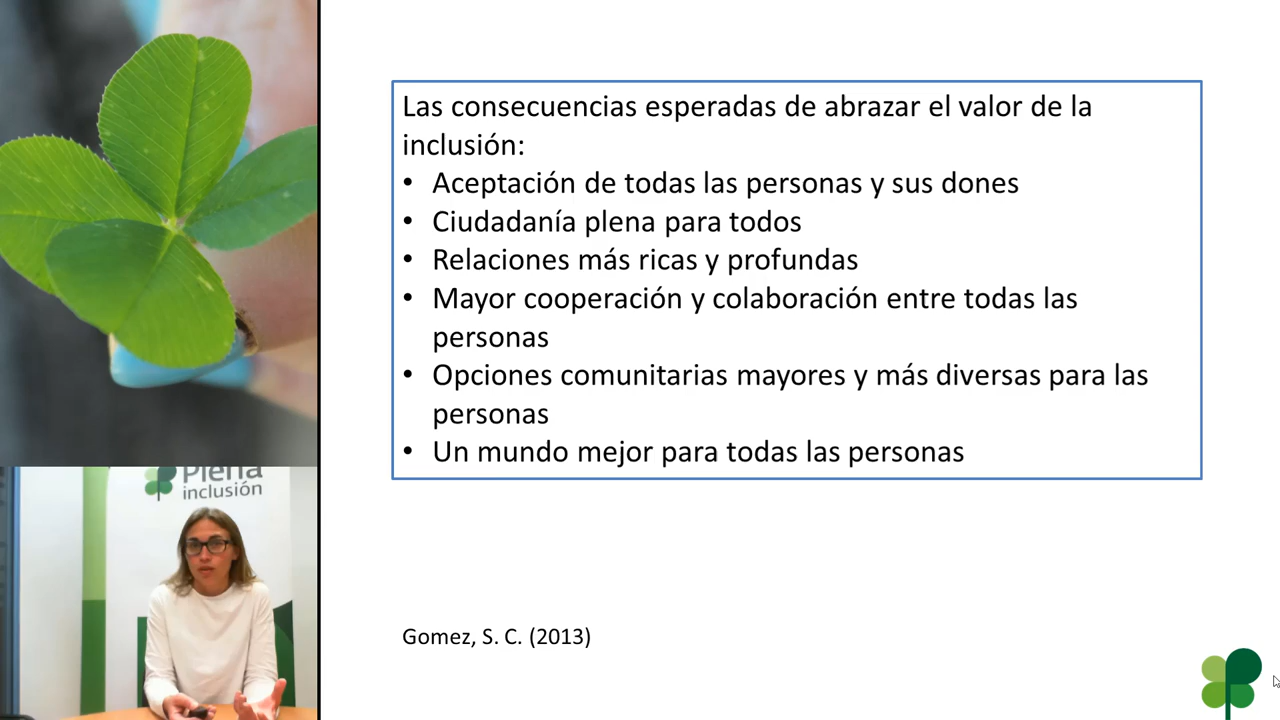 Las consecuencias esperadas de abrazar el valor de la
inclusión:
• Aceptación de todas las personas y sus dones
• Ciudadanía plena para todos
• Relaciones más ricas y profundas
• Mayor cooperación y colaboración entre todas las
personas
• Opciones comunitarias mayores y más diversas para las
personas
• Un mundo mejor para todas las personas
Plena
inclusión
Gomez, S. C. (2013)